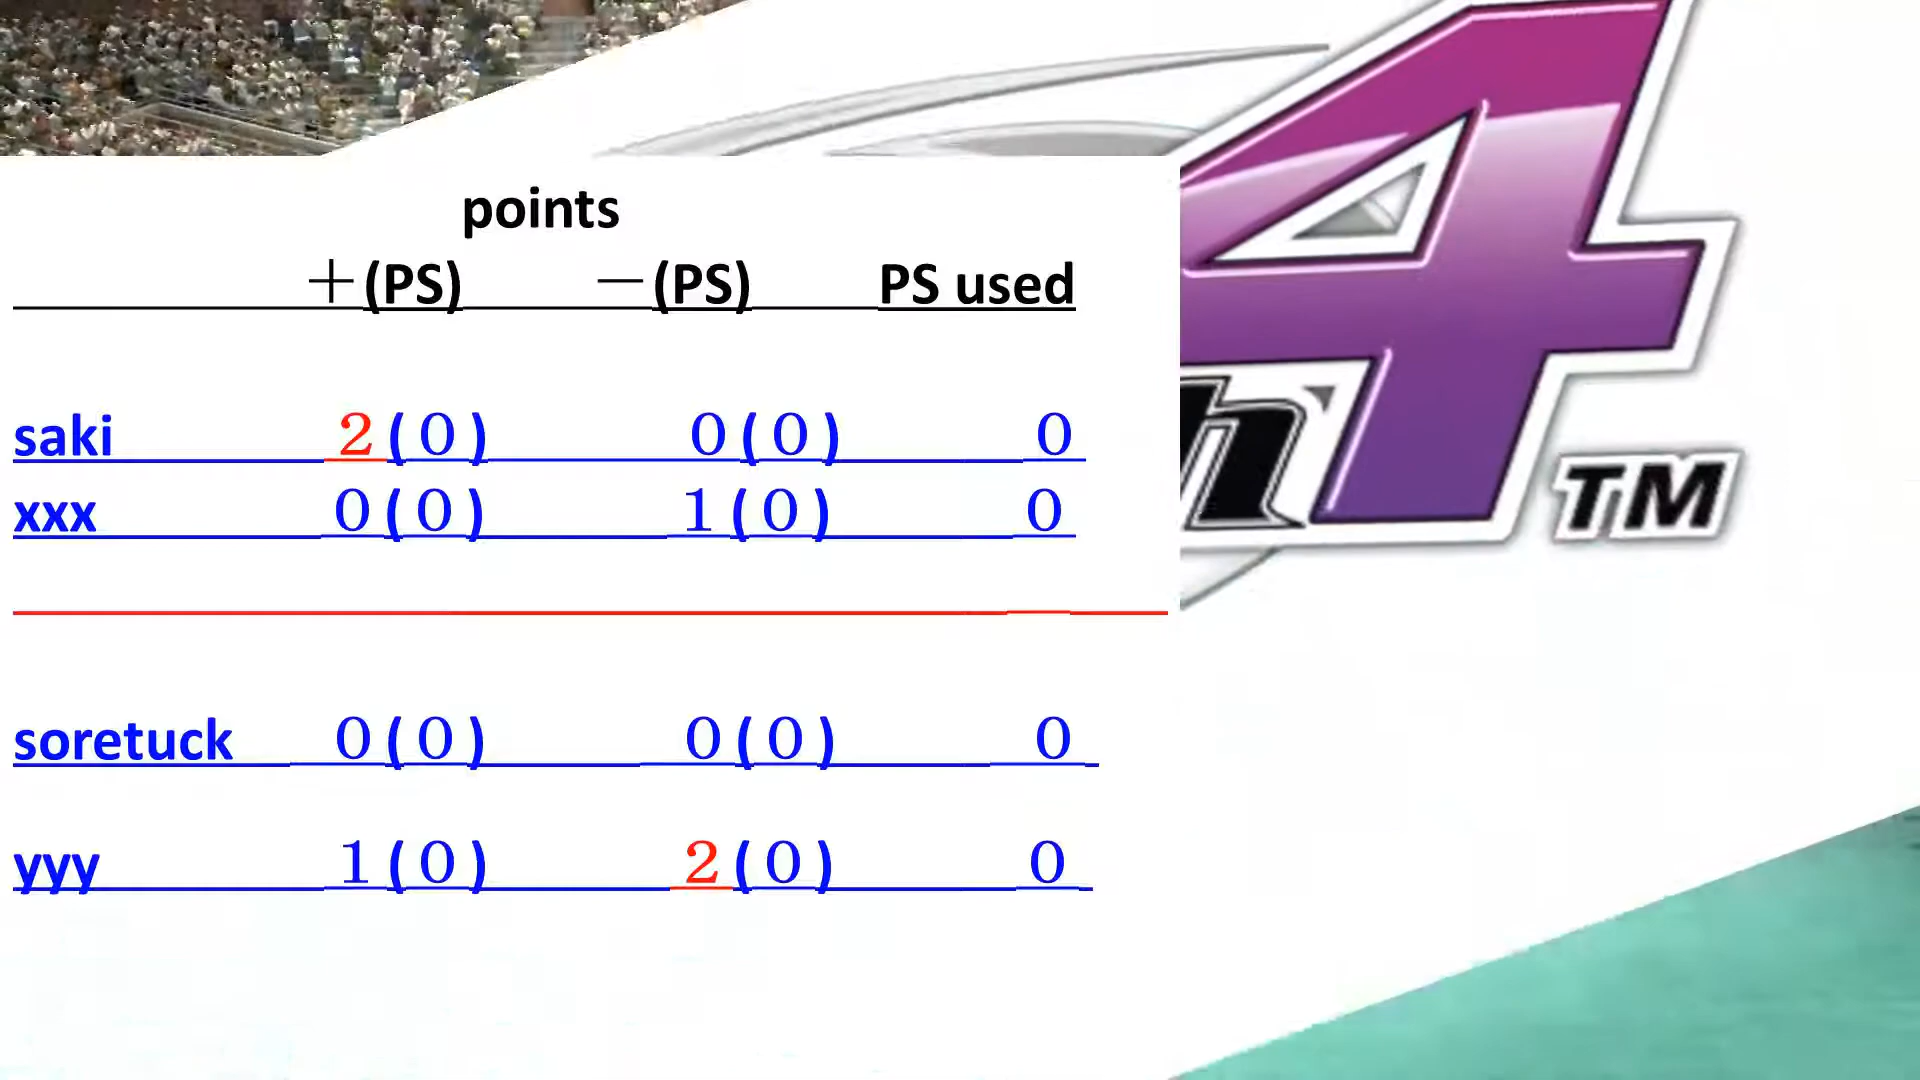 points
＋(PS) －(PS) PS used
saki 2(0) 0(0) 0
xxx 0(0) 1(0) 0
soretuck 0(0) 0(0) 0
yyy 1(0) 2(0) 0
4
TM